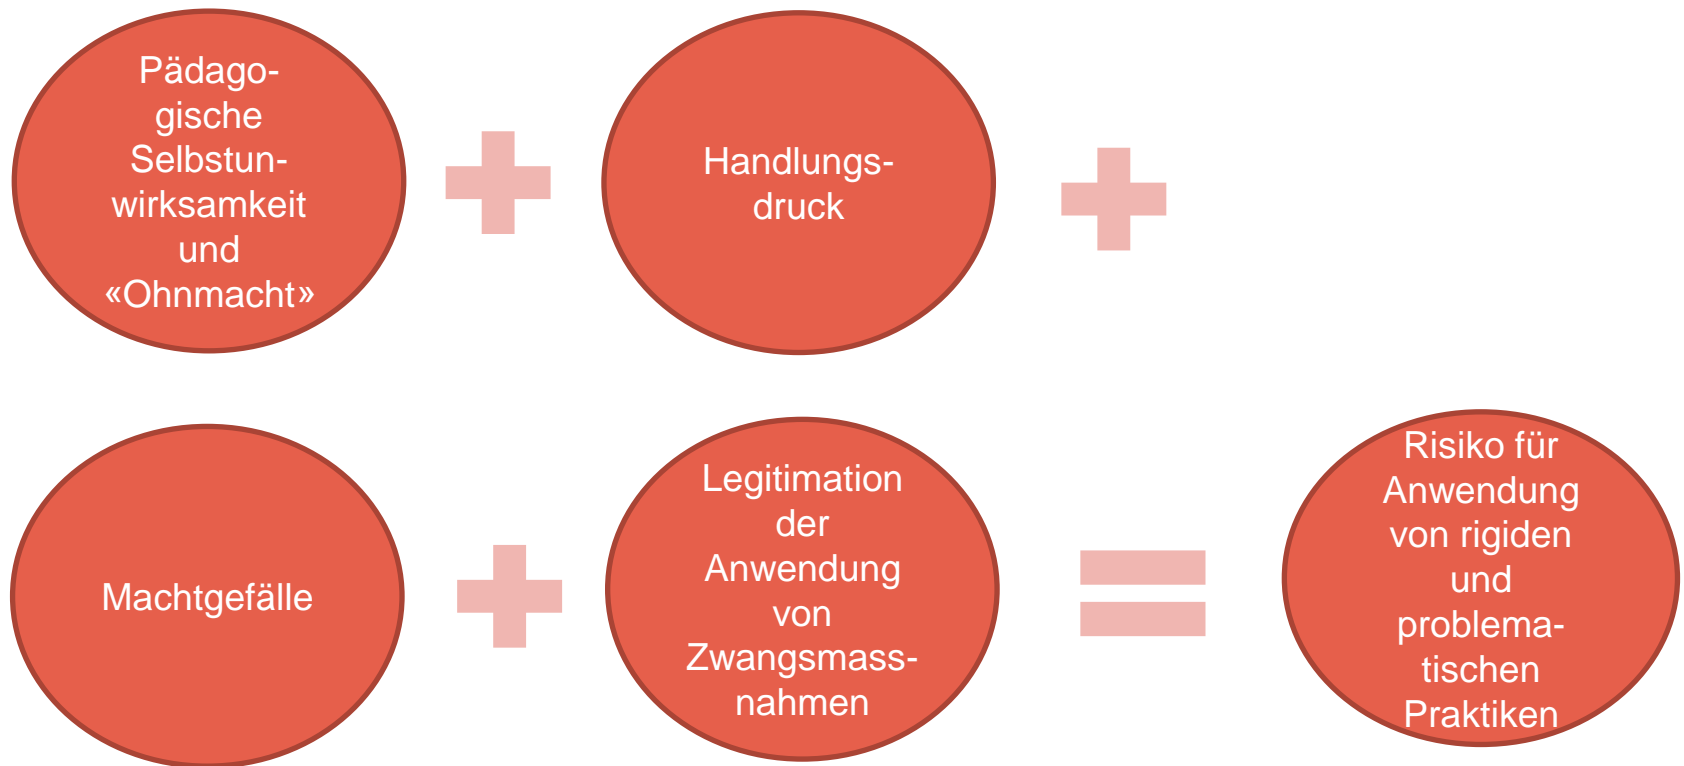 Pädago-
gische
Selbstun-
wirksamkeit
und
«Ohnmacht»
Handlungs-
druck
Machtgefälle
Legitimation
der
Anwendung
von
Zwangsmass-
nahmen
Risiko für
Anwendung
von rigiden
und
problema-
tischen
Praktiken